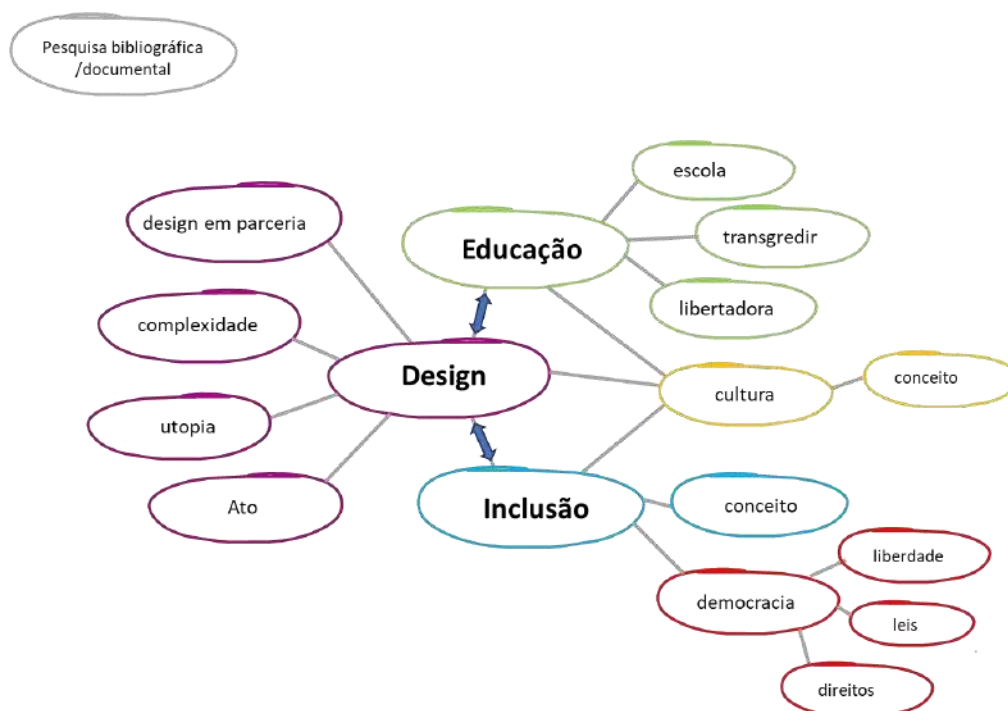 Pesquisa bibliográfica
/documental
escola
design em parceria
transgredir
Educação
libertadora
complexidade
Design
conceito
cultura
utopia
Ato
Inclusão
conceito
liberdade
democracia
leis
direitos